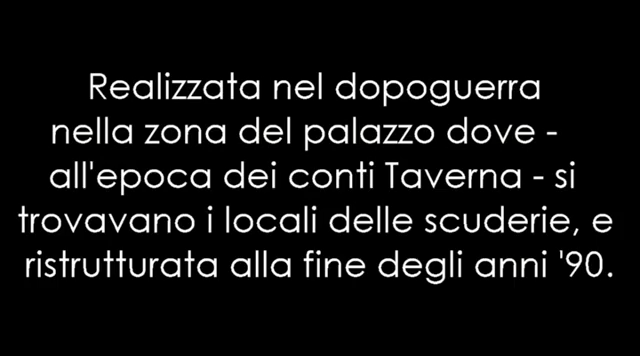 Realizzata nel dopoguerra
nella zona del palazzo dove -
all'epoca dei conti Taverna - si
trovavano i locali delle scuderie, e
ristrutturata alla fine degli anni '90.